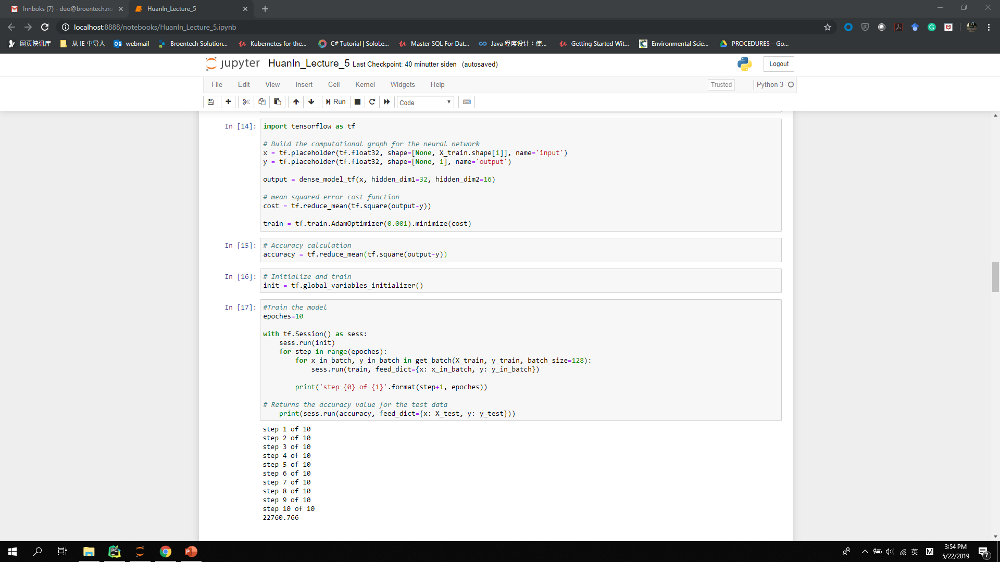 Innboks (7) - duo@broentech.no
HuanIn_Lecture_5
localhost:8888/notebooks/HuanIn_Lecture_5.ipynb
网页快讯库 从 IE 中导入 webmail Broentech Solution... Kubernetes for the... C# Tutorial | SoloLe... Master SQL For Dat... Java 程序设计：使... Getting Started Wit... Environmental Scie... PROCEDURES – Go...
jupyter HuanIn_Lecture_5 Last Checkpoint: 40 minutter siden (autosaved) Logout
File Edit View Insert Cell Kernel Widgets Help Trusted Python 3
Run Code
In [14]: import tensorflow as tf
# Build the computational graph for the neural network
x = tf.placeholder(tf.float32, shape=[None, X_train.shape[1]], name='input')
y = tf.placeholder(tf.float32, shape=[None, 1], name='output')
output = dense_model_tf(x, hidden_dim1=32, hidden_dim2=16)
# mean squared error cost function
cost = tf.reduce_mean(tf.square(output-y))
train = tf.train.AdamOptimizer(0.001).minimize(cost)
In [15]: # Accuracy calculation
accuracy = tf.reduce_mean(tf.square(output-y))
In [16]: # Initialize and train
init = tf.global_variables_initializer()
In [17]: #Train the model
epoches=10
with tf.Session() as sess:
    sess.run(init)
    for step in range(epoches):
        for x_in_batch, y_in_batch in get_batch(X_train, y_train, batch_size=128):
            sess.run(train, feed_dict={x: x_in_batch, y: y_in_batch})
        print('step {0} of {1}'.format(step+1, epoches))
# Returns the accuracy value for the test data
    print(sess.run(accuracy, feed_dict={x: X_test, y: y_test}))
step 1 of 10
step 2 of 10
step 3 of 10
step 4 of 10
step 5 of 10
step 6 of 10
step 7 of 10
step 8 of 10
step 9 of 10
step 10 of 10
22760.766
英 M 3:54 PM
5/22/2019 7